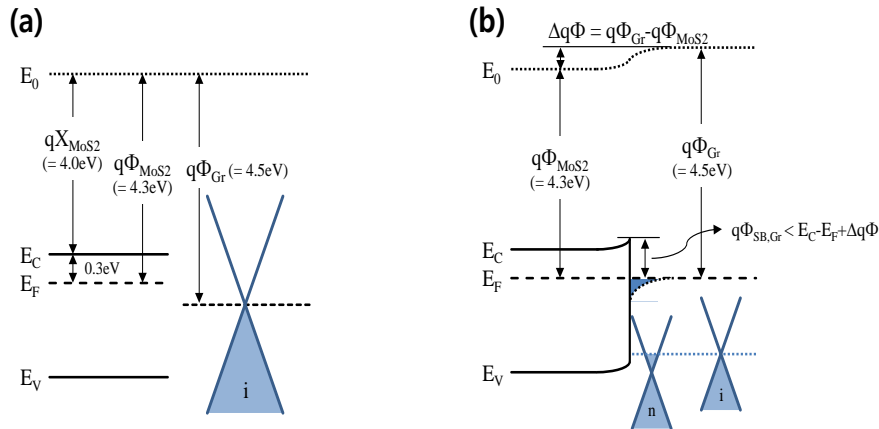 (a)
E0
qXMoS2
(= 4.0eV)
qΦMoS2
(= 4.3eV)
qΦGr (= 4.5eV)
EC
0.3eV
EF
EV
i
(b)
ΔqΦ = qΦGr-qΦMoS2
E0
qΦMoS2
(= 4.3eV)
qΦGr
(= 4.5eV)
qΦSB,Gr < EC-EF+ΔqΦ
EC
EF
EV
n
i